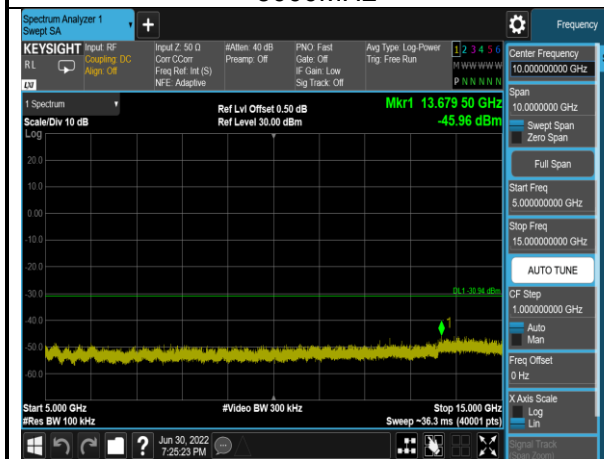 Spectrum Analyzer 1
Swept SA
+
Frequency
KEYSIGHT
RL
Input: RF
Coupling: DC
Align: Off
Input Z: 50 Ω
Corr CCorr
Freq Ref: Int (S)
NFE: Adaptive
#Atten: 40 dB
Preamp: Off
PNO: Fast
Gate: Off
IF Gain: Low
Sig Track: Off
Avg Type: Log-Power
Trig: Free Run
1 2 3 4 5 6
M W W W W W
P N N N N N
1 Spectrum
Scale/Div 10 dB
Log
Ref Lvl Offset 0.50 dB
Ref Level 30.00 dBm
Mkr1 13.679 50 GHz
-45.96 dBm
20.0
10.0
0.00
-10.0
-20.0
-30.0
-40.0
-50.0
-60.0
DL1 -30.94 dBm
1
Start 5.000 GHz
#Res BW 100 kHz
#Video BW 300 kHz
Stop 15.000 GHz
Sweep ~36.3 ms (40001 pts)
Center Frequency
10.000000000 GHz
Span
10.0000000 GHz
Swept Span
Zero Span
Full Span
Start Freq
5.000000000 GHz
Stop Freq
15.000000000 GHz
AUTO TUNE
CF Step
1.000000000 GHz
Auto
Man
Freq Offset
0 Hz
X Axis Scale
Log
Lin
Signal Track
(Span Zoom)
?
Jun 30, 2022
7:25:23 PM